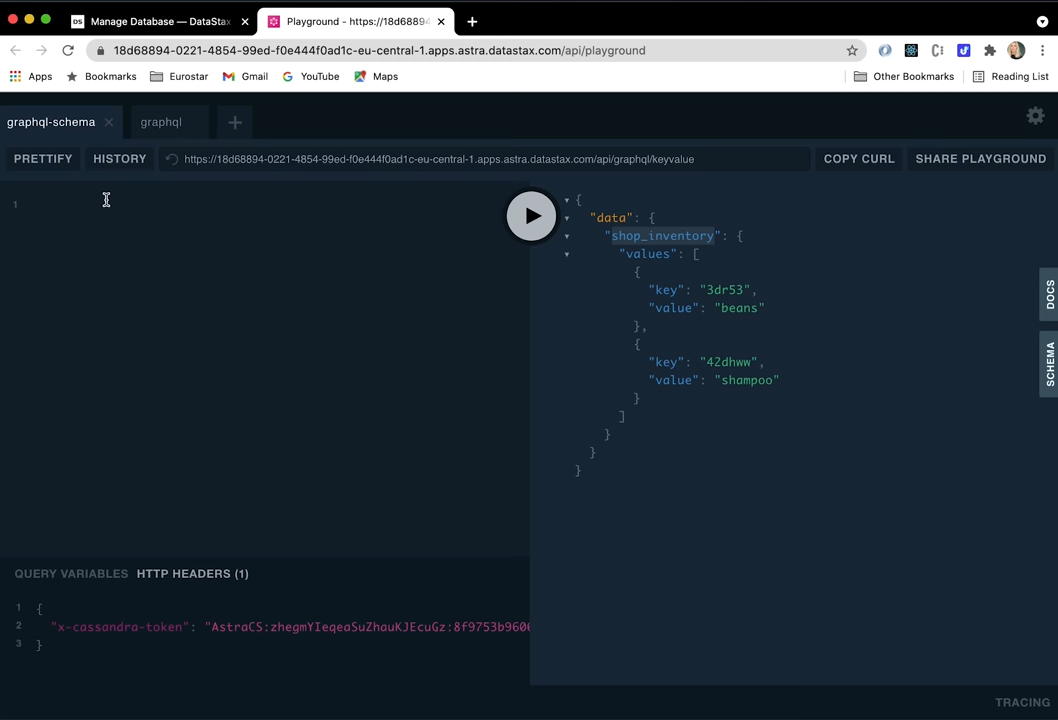 DS Manage Database — DataStax
Playground - https://18d68894
18d68894-0221-4854-99ed-f0e444f0ad1c-eu-central-1.apps.astra.datastax.com/api/playground
Apps
Bookmarks
Eurostar
Gmail
YouTube
Maps
Other Bookmarks
Reading List
graphql-schema
graphql
PRETTIFY
HISTORY
https://18d68894-0221-4854-99ed-f0e444f0ad1c-eu-central-1.apps.astra.datastax.com/api/graphql/keyvalue
COPY CURL
SHARE PLAYGROUND
1
{
"data": {
"shop_inventory": {
"values": [
{
"key": "3dr53",
"value": "beans"
},
{
"key": "42dhww",
"value": "shampoo"
}
]
}
}
}
DOCS
SCHEMA
QUERY VARIABLES
HTTP HEADERS (1)
1 {
2 "x-cassandra-token": "AstraCS:zhegmYIeqeaSuZhauKJEcuGz:8f9753b960
3 }
TRACING